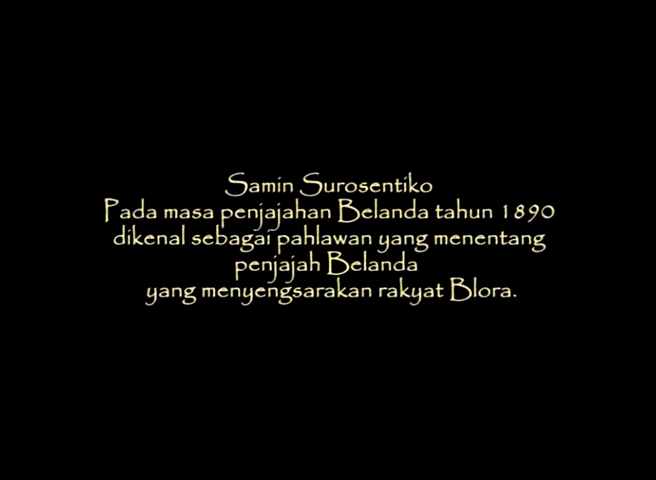 Samin Surosentiko
Pada masa penjajahan Belanda tahun 1890
dikenal sebagai pahlawan yang menentang
penjajah Belanda
yang menyengsarakan rakyat Blora.